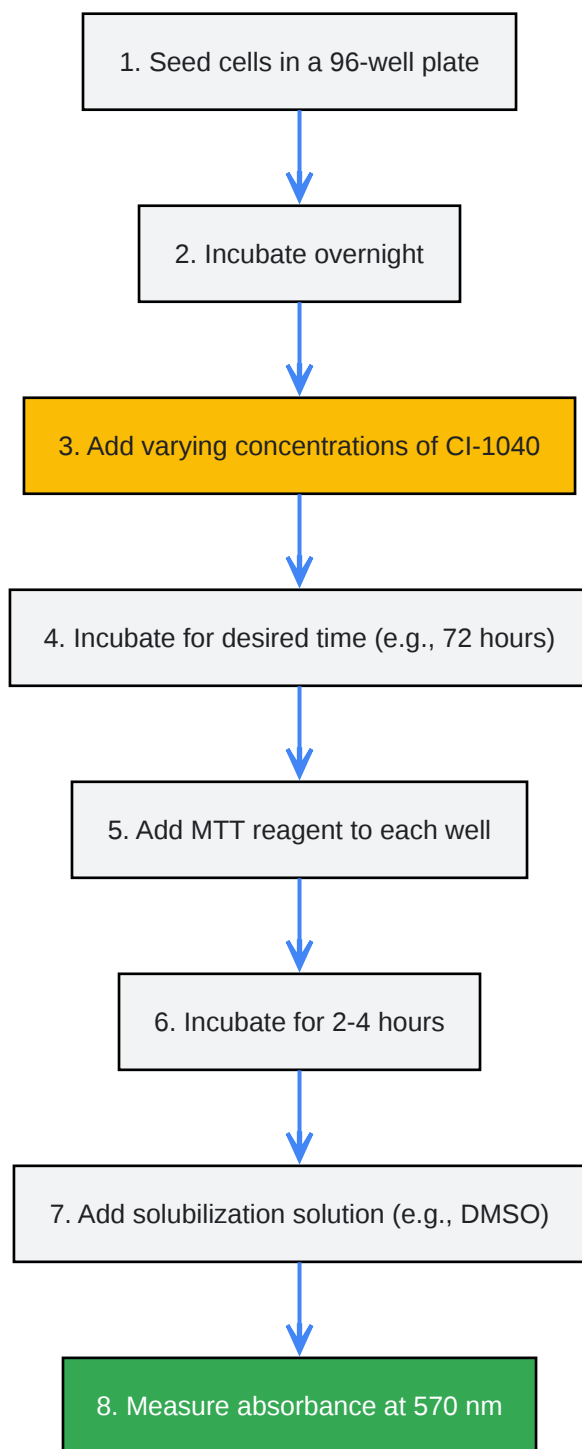 1. Seed cells in a 96-well plate
2. Incubate overnight
3. Add varying concentrations of CI-1040
4. Incubate for desired time (e.g., 72 hours)
5. Add MTT reagent to each well
6. Incubate for 2-4 hours
7. Add solubilization solution (e.g., DMSO)
8. Measure absorbance at 570 nm